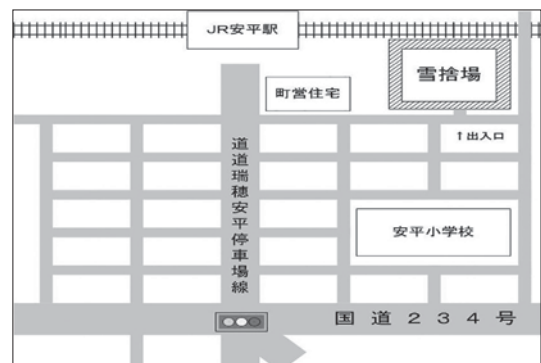 JR安平駅
雪捨場
町営住宅
↑出入口
道道瑞穂安平停車場線
安平小学校
国道234号